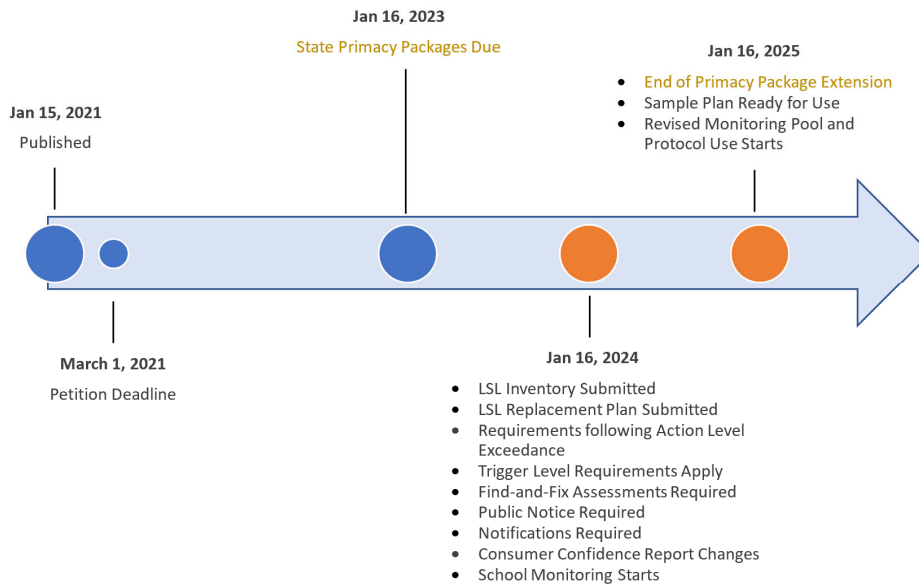 Jan 15, 2021
Published
March 1, 2021
Petition Deadline
Jan 16, 2023
State Primacy Packages Due
Jan 16, 2024
• LSL Inventory Submitted
• LSL Replacement Plan Submitted
• Requirements following Action Level
Exceedance
• Trigger Level Requirements Apply
• Find-and-Fix Assessments Required
• Public Notice Required
• Notifications Required
• Consumer Confidence Report Changes
• School Monitoring Starts
Jan 16, 2025
• End of Primacy Package Extension
• Sample Plan Ready for Use
• Revised Monitoring Pool and
Protocol Use Starts